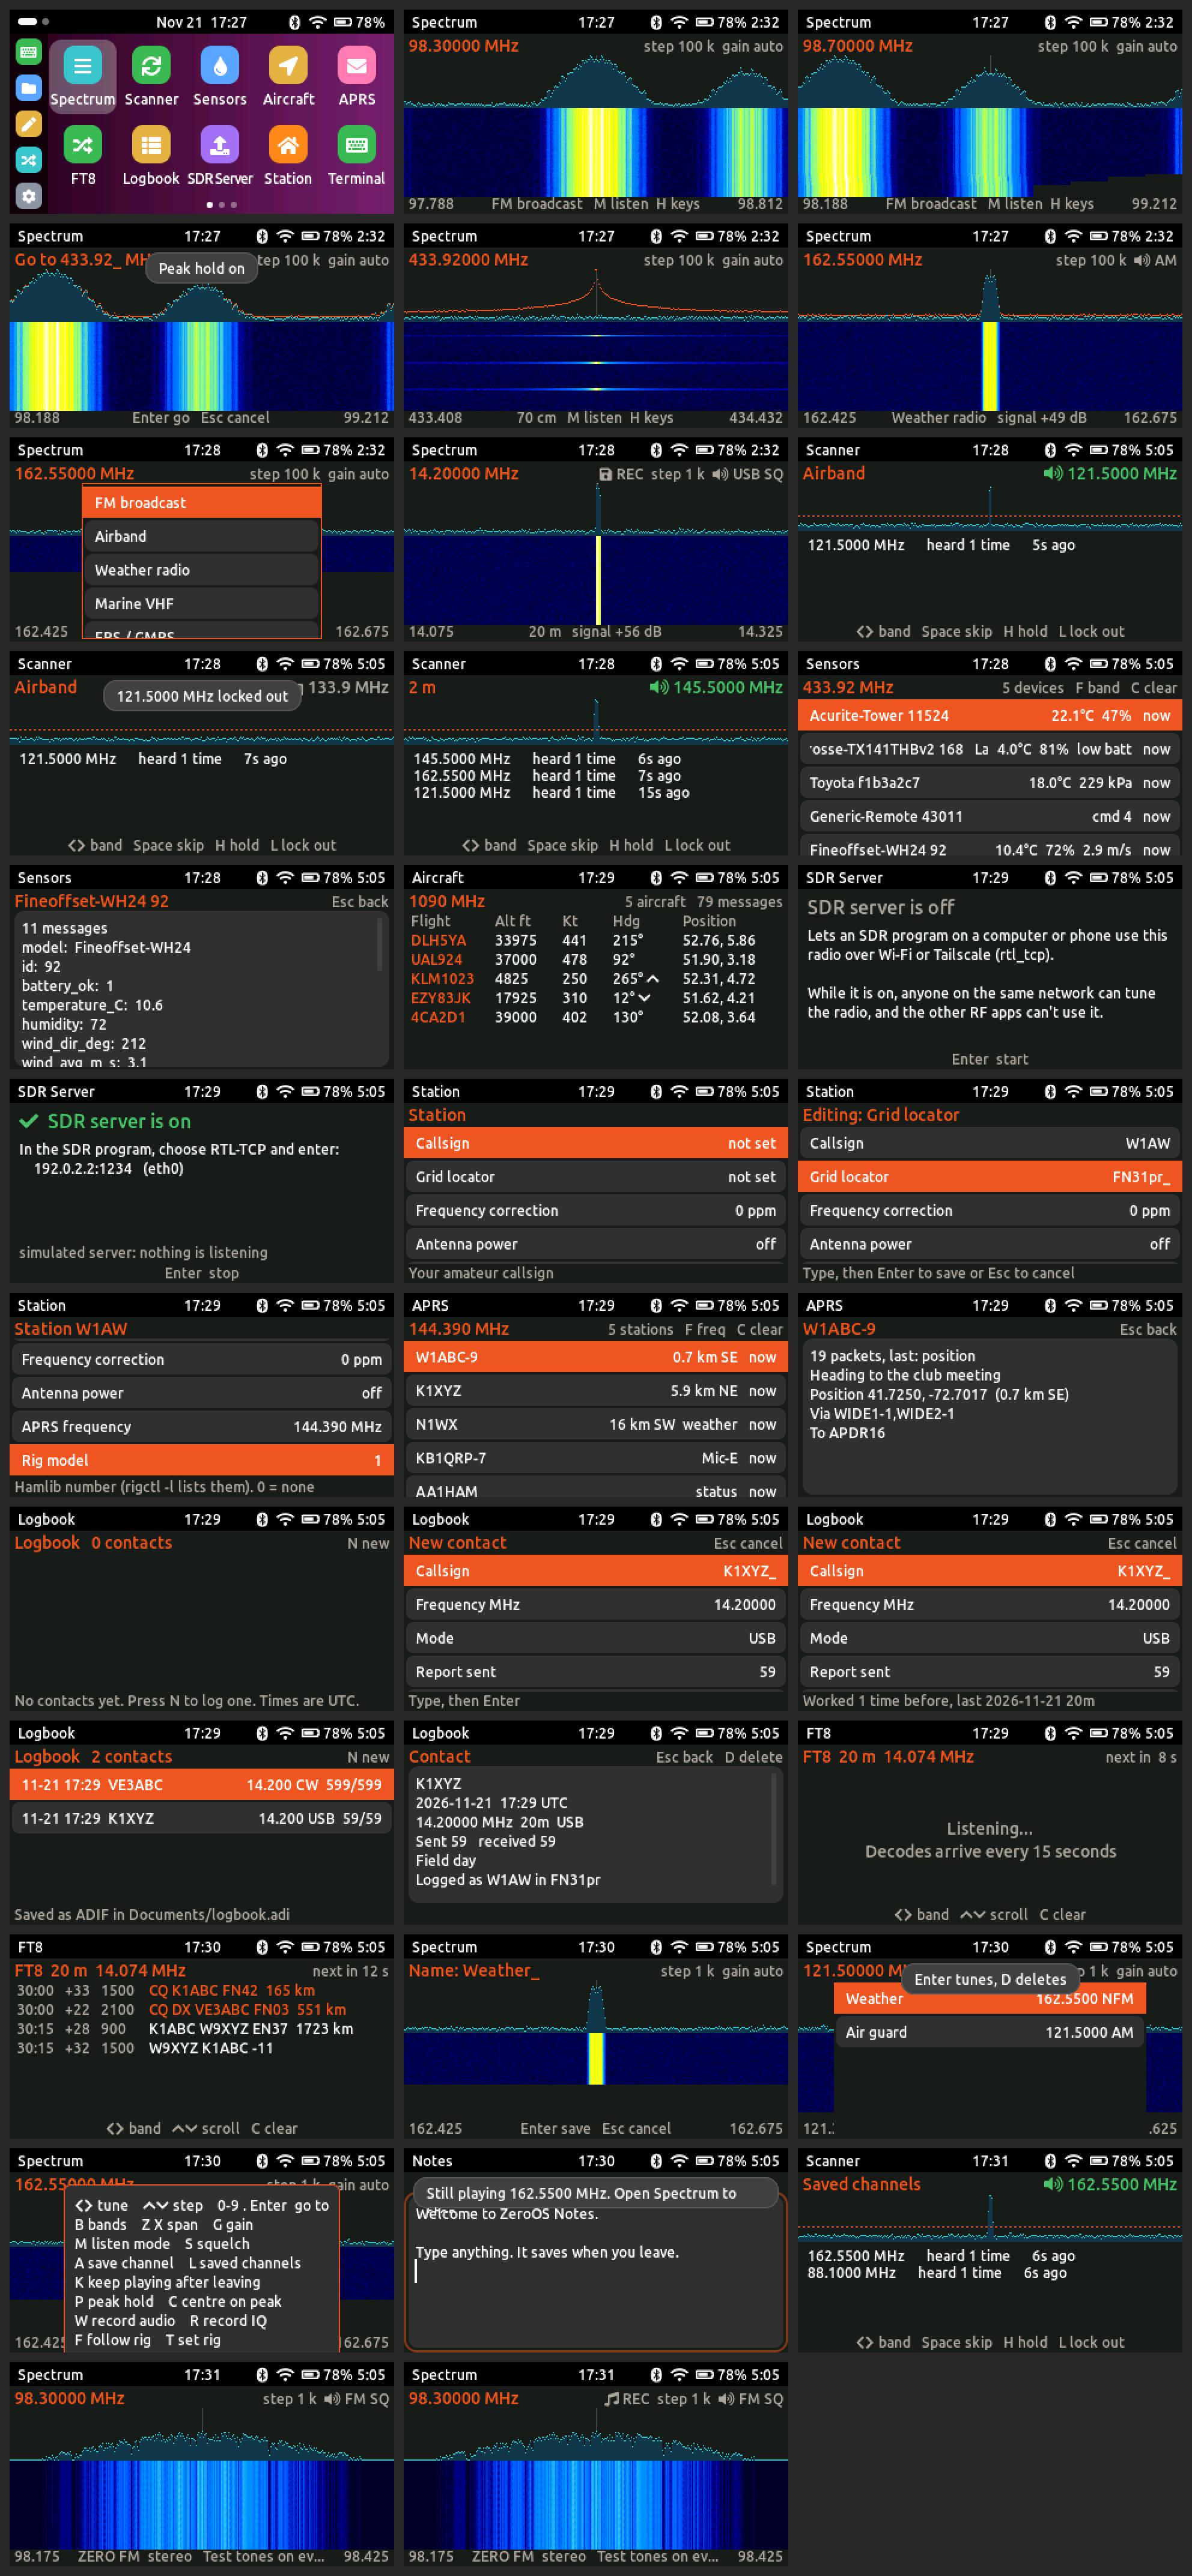 Nov 21 17:27 78%
Spectrum Scanner Sensors Aircraft APRS
FT8 Logbook SDR Server Station Terminal
Spectrum 17:27 78% 2:32
98.30000 MHz step 100 k gain auto
97.788 FM broadcast M listen H keys 98.812
Spectrum 17:27 78% 2:32
98.70000 MHz step 100 k gain auto
98.188 FM broadcast M listen H keys 99.212
Spectrum 17:27 78% 2:32
Go to 433.92_ MH Peak hold on tep 100 k gain auto
98.188 Enter go Esc cancel 99.212
Spectrum 17:27 78% 2:32
433.92000 MHz step 100 k gain auto
433.408 70 cm M listen H keys 434.432
Spectrum 17:27 78% 2:32
162.55000 MHz step 100 k AM
162.425 Weather radio signal +49 dB 162.675
Spectrum 17:28 78% 2:32
162.55000 MHz step 100 k gain auto
FM broadcast
Airband
Weather radio
Marine VHF
FRS / GMRS
162.425 162.675
Spectrum 17:28 78% 2:32
14.20000 MHz REC step 1 k USB SQ
14.075 20 m signal +56 dB 14.325
Scanner 17:28 78% 5:05
Airband 121.5000 MHz
121.5000 MHz heard 1 time 5s ago
<> band Space skip H hold L lock out
Scanner 17:28 78% 5:05
Airband 121.5000 MHz locked out 133.9 MHz
121.5000 MHz heard 1 time 7s ago
<> band Space skip H hold L lock out
Scanner 17:28 78% 5:05
2 m 145.5000 MHz
145.5000 MHz heard 1 time 6s ago
162.5500 MHz heard 1 time 7s ago
121.5000 MHz heard 1 time 15s ago
<> band Space skip H hold L lock out
Sensors 17:28 78% 5:05
433.92 MHz 5 devices F band C clear
Acurite-Tower 11524 22.1°C 47% now
rosse-TX141THBv2 168 La 4.0°C 81% low batt now
Toyota f1b3a2c7 18.0°C 229 kPa now
Generic-Remote 43011 cmd 4 now
Fineoffset-WH24 92 10.4°C 72% 2.9 m/s now
Sensors 17:28 78% 5:05
Fineoffset-WH24 92 Esc back
11 messages
model: Fineoffset-WH24
id: 92
battery_ok: 1
temperature_C: 10.6
humidity: 72
wind_dir_deg: 212
wind_avg_m_s: 3.1
Aircraft 17:29 78% 5:05
1090 MHz 5 aircraft 79 messages
Flight Alt ft Kt Hdg Position
DLH5YA 33975 441 215° 52.76, 5.86
UAL924 37000 478 92° 51.90, 3.18
KLM1023 4825 250 265° 52.31, 4.72
EZY83JK 17925 310 12° 51.62, 4.21
4CA2D1 39000 402 130° 52.08, 3.64
SDR Server 17:29 78% 5:05
SDR server is off
Lets an SDR program on a computer or phone use this
radio over Wi-Fi or Tailscale (rtl_tcp).
While it is on, anyone on the same network can tune
the radio, and the other RF apps can't use it.
Enter start
SDR Server 17:29 78% 5:05
SDR server is on
In the SDR program, choose RTL-TCP and enter:
192.0.2.2:1234 (eth0)
simulated server: nothing is listening
Enter stop
Station 17:29 78% 5:05
Station
Callsign not set
Grid locator not set
Frequency correction 0 ppm
Antenna power off
Your amateur callsign
Station 17:29 78% 5:05
Editing: Grid locator
Callsign W1AW
Grid locator FN31pr_
Frequency correction 0 ppm
Antenna power off
Type, then Enter to save or Esc to cancel
Station 17:29 78% 5:05
Station W1AW
Frequency correction 0 ppm
Antenna power off
APRS frequency 144.390 MHz
Rig model 1
Hamlib number (rigctl -l lists them). 0 = none
APRS 17:29 78% 5:05
144.390 MHz 5 stations F freq C clear
W1ABC-9 0.7 km SE now
K1XYZ 5.9 km NE now
N1WX 16 km SW weather now
KB1QRP-7 Mic-E now
AA1HAM status now
APRS 17:29 78% 5:05
W1ABC-9 Esc back
19 packets, last: position
Heading to the club meeting
Position 41.7250, -72.7017 (0.7 km SE)
Via WIDE1-1,WIDE2-1
To APDR16
Logbook 17:29 78% 5:05
Logbook 0 contacts N new
No contacts yet. Press N to log one. Times are UTC.
Logbook 17:29 78% 5:05
New contact Esc cancel
Callsign K1XYZ_
Frequency MHz 14.20000
Mode USB
Report sent 59
Type, then Enter
Logbook 17:29 78% 5:05
New contact Esc cancel
Callsign K1XYZ_
Frequency MHz 14.20000
Mode USB
Report sent 59
Worked 1 time before, last 2026-11-21 20m
Logbook 17:29 78% 5:05
Logbook 2 contacts N new
11-21 17:29 VE3ABC 14.200 CW 599/599
11-21 17:29 K1XYZ 14.200 USB 59/59
Saved as ADIF in Documents/logbook.adi
Logbook 17:29 78% 5:05
Contact Esc back D delete
K1XYZ
2026-11-21 17:29 UTC
14.20000 MHz 20m USB
Sent 59 received 59
Field day
Logged as W1AW in FN31pr
FT8 17:29 78% 5:05
FT8 20 m 14.074 MHz next in 8 s
Listening...
Decodes arrive every 15 seconds
<> band scroll C clear
FT8 17:30 78% 5:05
FT8 20 m 14.074 MHz next in 12 s
30:00 +33 1500 CQ K1ABC FN42 165 km
30:00 +22 2100 CQ DX VE3ABC FN03 551 km
30:15 +28 900 K1ABC W9XYZ EN37 1723 km
30:15 +32 1500 W9XYZ K1ABC -11
<> band scroll C clear
Spectrum 17:30 78% 5:05
Name: Weather_ step 1 k gain auto
162.425 Enter save Esc cancel 162.675
Spectrum 17:30 78% 5:05
121.50000 M Enter tunes, D deletes p 1 k gain auto
Weather 162.5500 NFM
Air guard 121.5000 AM
121. .625
Spectrum 17:30 78% 5:05
162.55000 MHz step 1 k gain auto
<> tune step 0-9 . Enter go to
B bands Z X span G gain
M listen mode S squelch
A save channel L saved channels
K keep playing after leaving
P peak hold C centre on peak
W record audio R record IQ
F follow rig T set rig
162.425 162.675
Notes 17:30 78% 5:05
Still playing 162.5500 MHz. Open Spectrum to
Welcome to ZeroOS Notes.
Type anything. It saves when you leave.
Scanner 17:31 78% 5:05
Saved channels 162.5500 MHz
162.5500 MHz heard 1 time 6s ago
88.1000 MHz heard 1 time 6s ago
<> band Space skip H hold L lock out
Spectrum 17:31 78% 5:05
98.30000 MHz step 1 k FM SQ
98.175 ZERO FM stereo Test tones on ev... 98.425
Spectrum 17:31 78% 5:05
98.30000 MHz REC step 1 k FM SQ
98.175 ZERO FM stereo Test tones on ev... 98.425